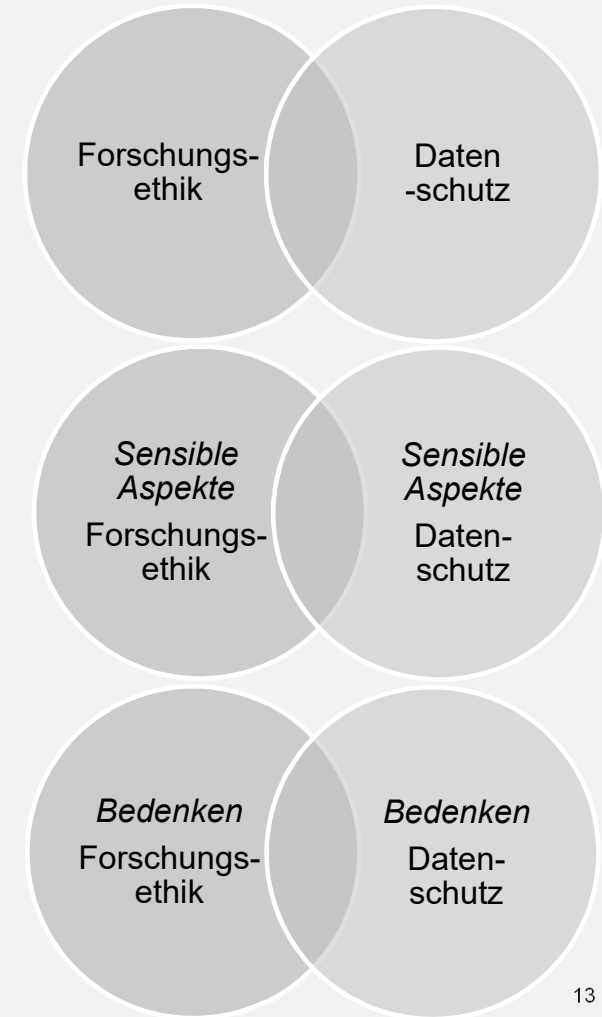 Forschungs-
ethik
Daten
-schutz
Sensible
Aspekte
Forschungs-
ethik
Sensible
Aspekte
Daten-
schutz
Bedenken
Forschungs-
ethik
Bedenken
Daten-
schutz
13